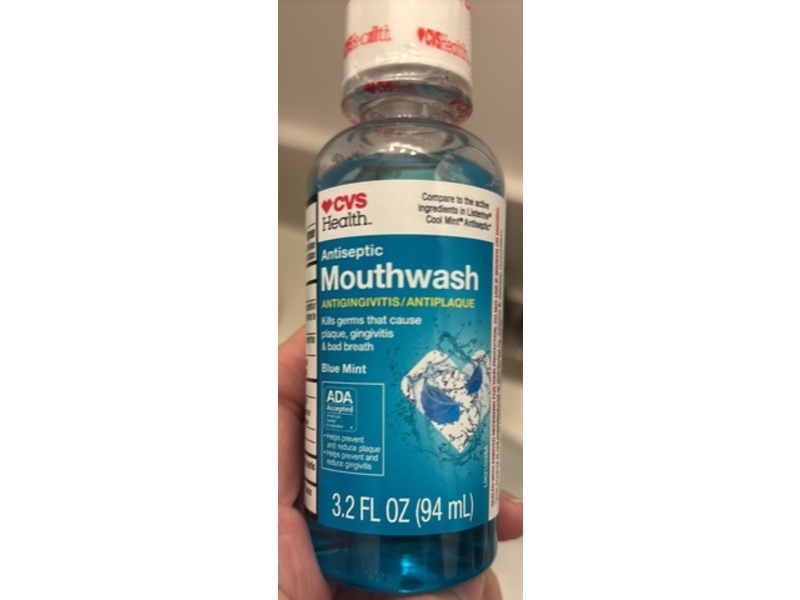 CVSHealth
CVS
Health
Compare to the active
ingredients in Listerine®
Cool Mint® Antiseptic*
Antiseptic
Mouthwash
ANTIGINGIVITIS/ANTIPLAQUE
Kills germs that cause
plaque, gingivitis
& bad breath
Blue Mint
ADA
Accepted
• Helps prevent
and reduce plaque
• Helps prevent and
reduce gingivitis
3.2 FL OZ (94 mL)